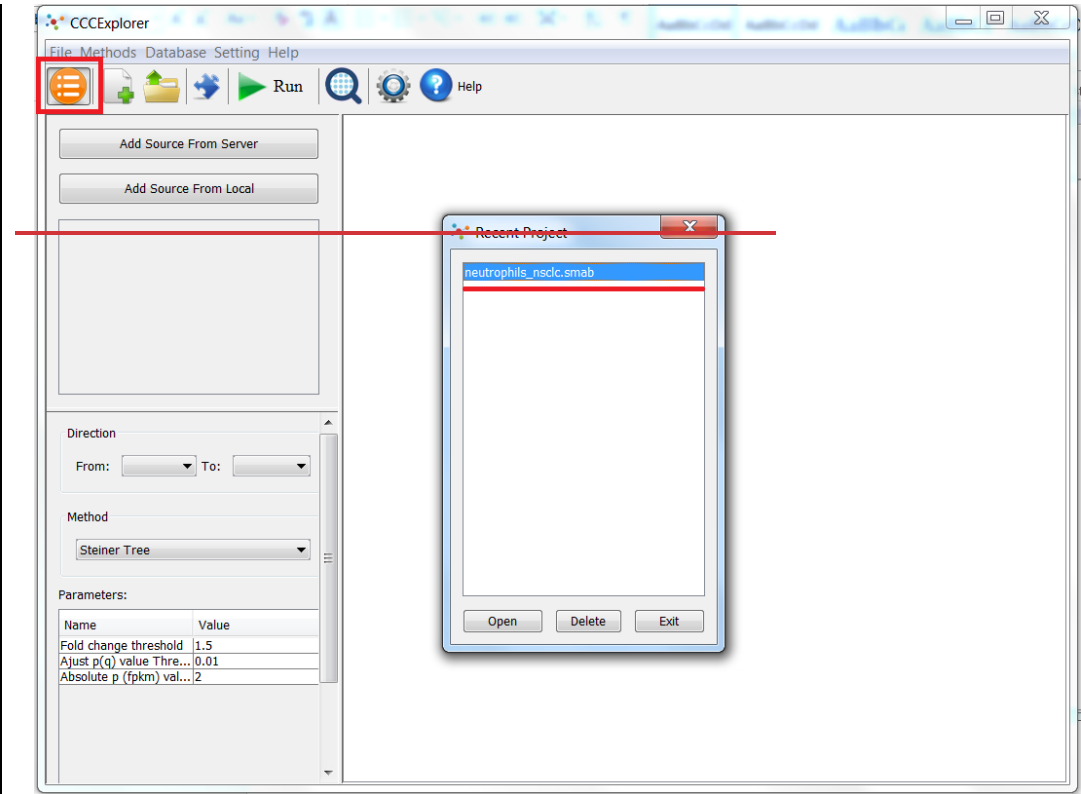 CCCExplorer
File Methods Database Setting Help
Run
Help
Add Source From Server
Add Source From Local
Recent Project
neutrophils_nsclc.smab
Direction
From: To:
Method
Steiner Tree
Parameters:
Name Value
Fold change threshold 1.5
Ajust p(q) value Thre... 0.01
Absolute p (fpkm) val... 2
Open Delete Exit